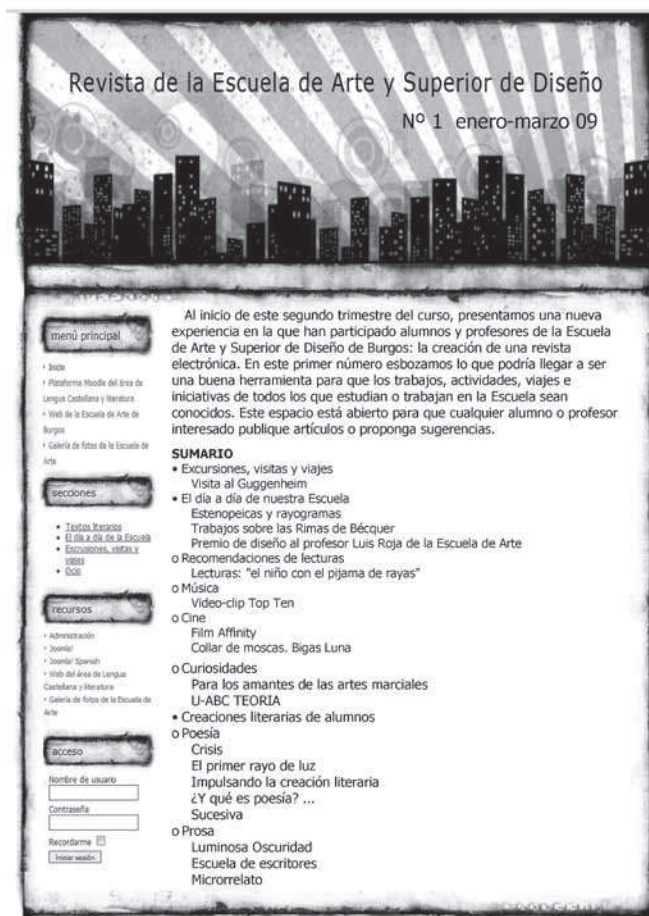 Revista de la Escuela de Arte y Superior de Diseño
Nº 1 enero-marzo 09
menú principal
Inicio
Plataforma Moodle del área de
Lengua Castellana y literatura
Web de la Escuela de Arte de
Burgos
Galería de fotos de la Escuela de
Arte
secciones
• Textos literarios
• El día a día de la Escuela
• Excrusiones, visitas y
viajes
• Ocio
recursos
Administración
Joomla!
Joomla! Spanish
Web del área de Lengua
Castellana y literatura
Galería de fotos de la Escuela de
Arte
acceso
Nombre de usuario
Contraseña
Recordarme
Iniciar sesión
Al inicio de este segundo trimestre del curso, presentamos una nueva
experiencia en la que han participado alumnos y profesores de la Escuela
de Arte y Superior de Diseño de Burgos: la creación de una revista
electrónica. En este primer número esbozamos lo que podría llegar a ser
una buena herramienta para que los trabajos, actividades, viajes e
iniciativas de todos los que estudian o trabajan en la Escuela sean
conocidos. Este espacio está abierto para que cualquier alumno o profesor
interesado publique artículos o proponga sugerencias.
SUMARIO
• Excursiones, visitas y viajes
Visita al Guggenheim
• El día a día de nuestra Escuela
Estenopeicas y rayogramas
Trabajos sobre las Rimas de Bécquer
Premio de diseño al profesor Luis Roja de la Escuela de Arte
o Recomendaciones de lecturas
Lecturas: "el niño con el pijama de rayas"
o Música
Video-clip Top Ten
o Cine
Film Affinity
Collar de moscas. Bigas Luna
o Curiosidades
Para los amantes de las artes marciales
U-ABC TEORIA
• Creaciones literarias de alumnos
o Poesía
Crisis
El primer rayo de luz
Impulsando la creación literaria
¿Y qué es poesía? ...
Sucesiva
o Prosa
Luminosa Oscuridad
Escuela de escritores
Microrrelato